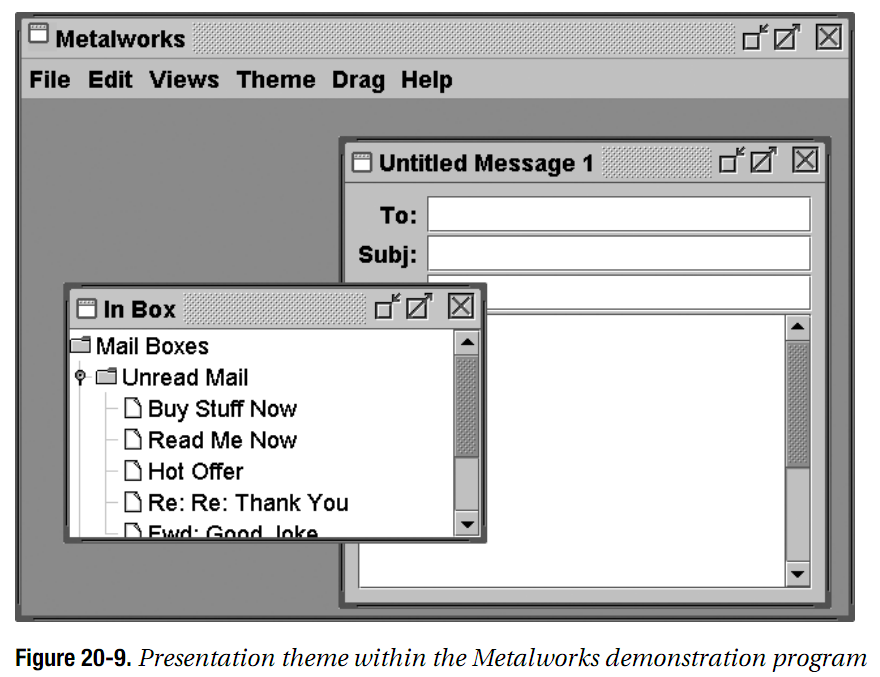 Metalworks
File Edit Views Theme Drag Help
Untitled Message 1
To:
Subj:
In Box
Mail Boxes
Unread Mail
Buy Stuff Now
Read Me Now
Hot Offer
Re: Re: Thank You
Fwd: Good Joke
Figure 20-9. Presentation theme within the Metalworks demonstration program